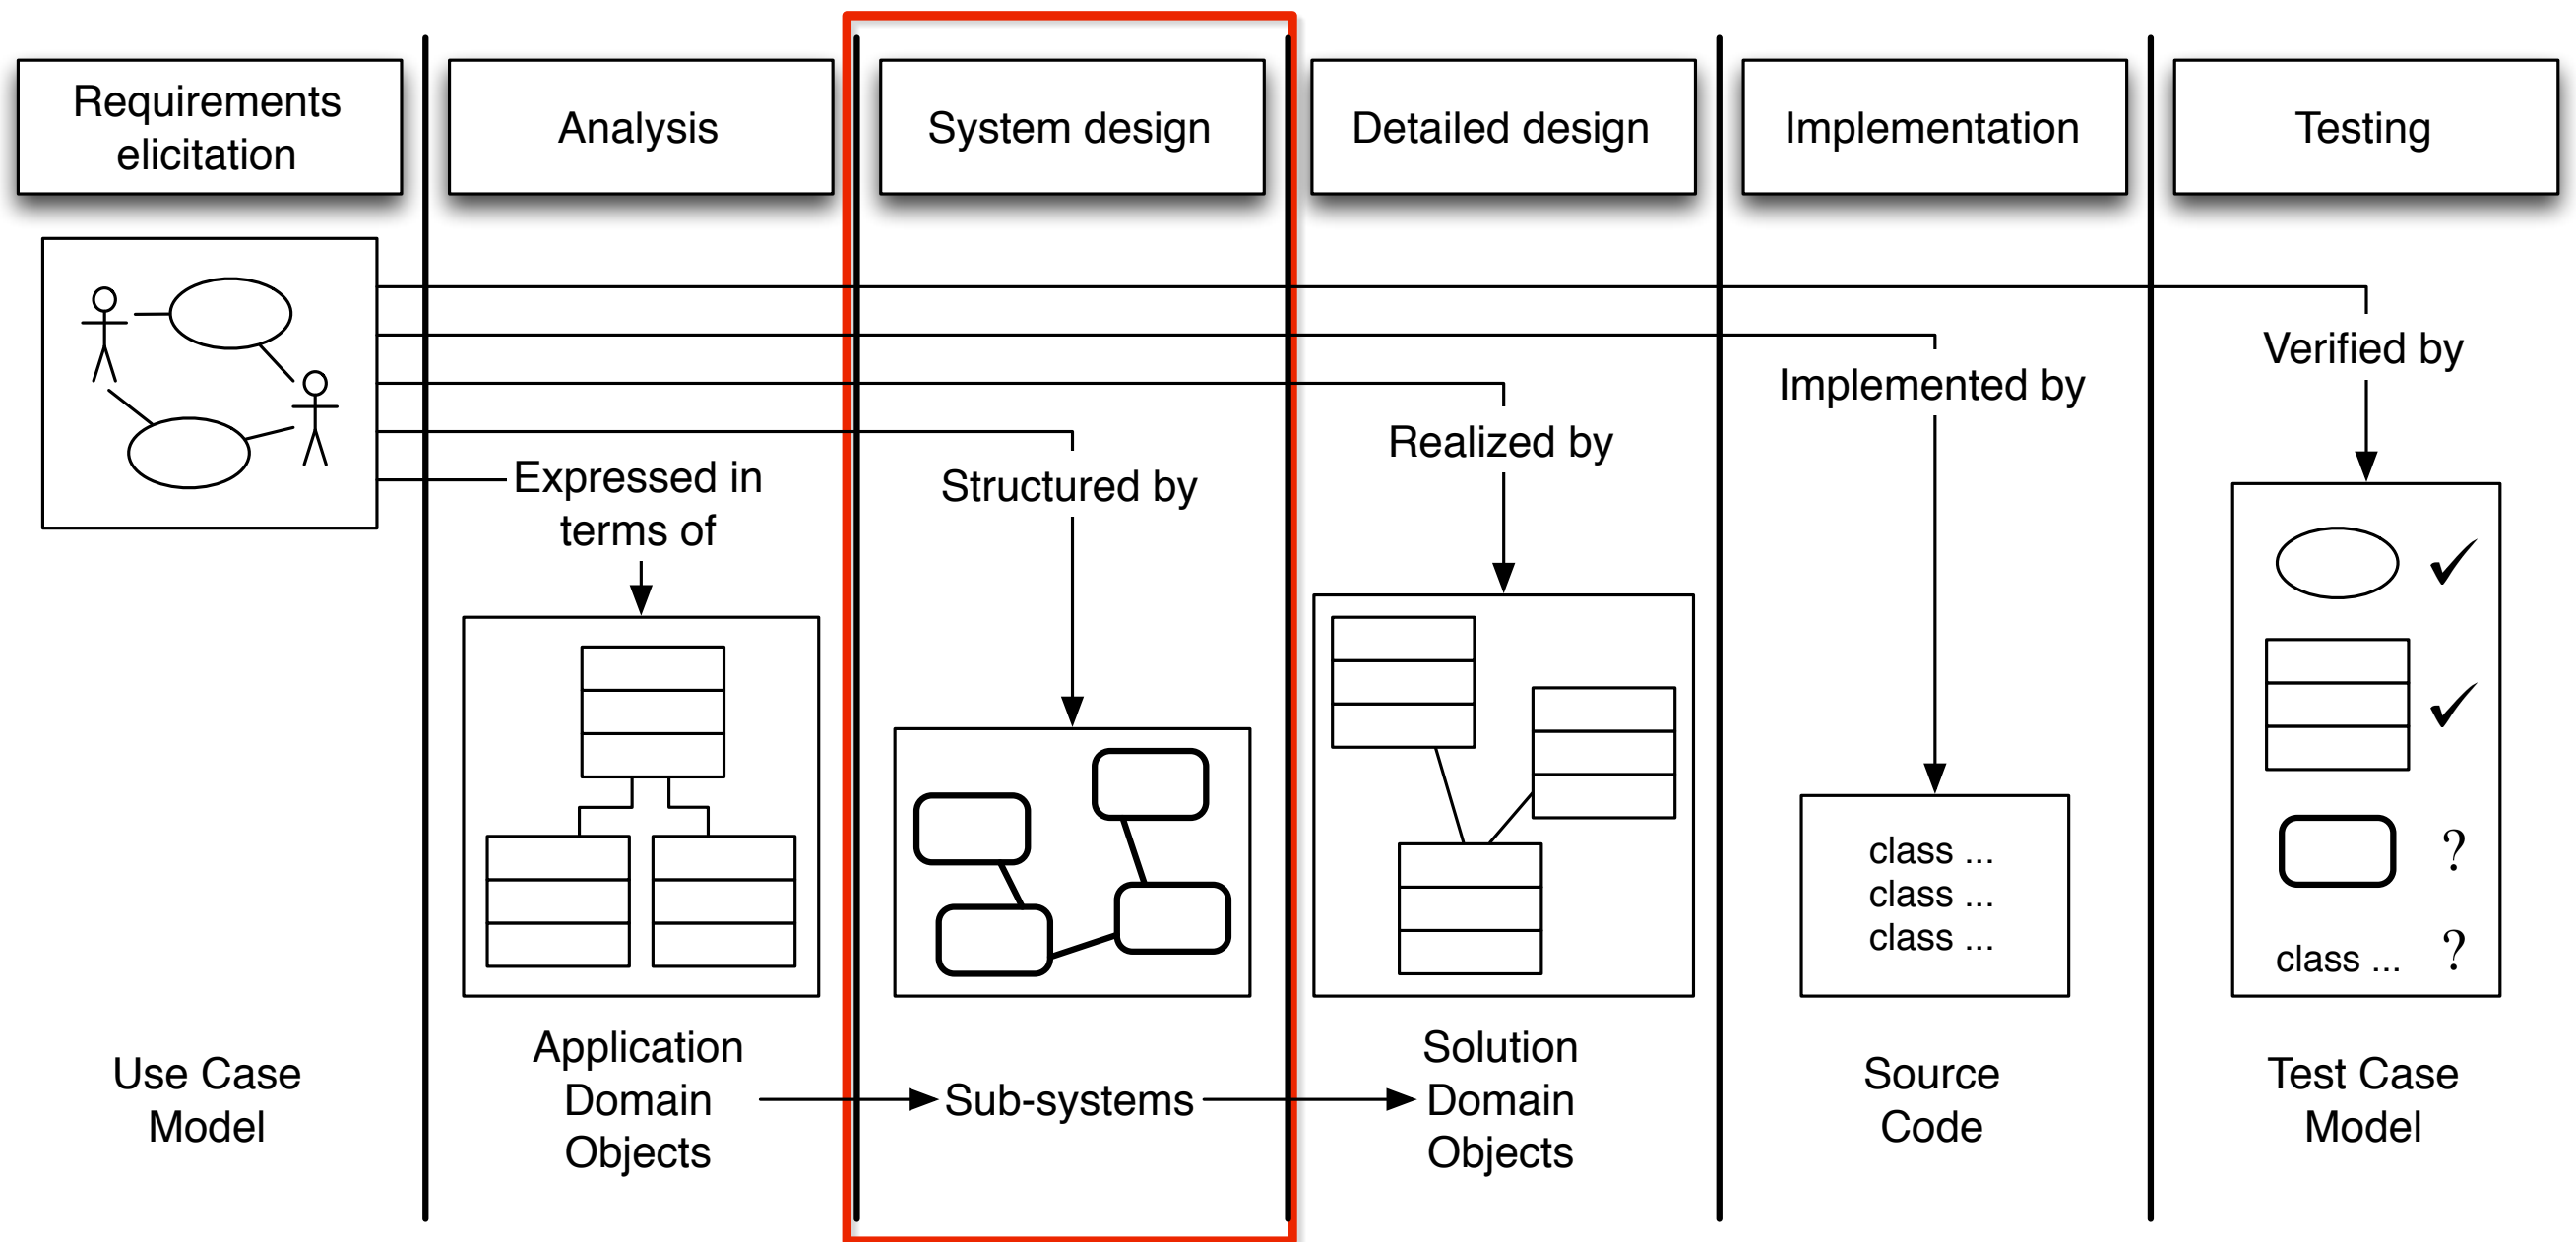 Requirements
elicitation
Analysis
System design
Detailed design
Implementation
Testing
Expressed in
terms of
Structured by
Realized by
Implemented by
Verified by
class ...
class ...
class ...
✓
✓
?
class ... ?
Use Case
Model
Application
Domain
Objects
Sub-systems
Solution
Domain
Objects
Source
Code
Test Case
Model